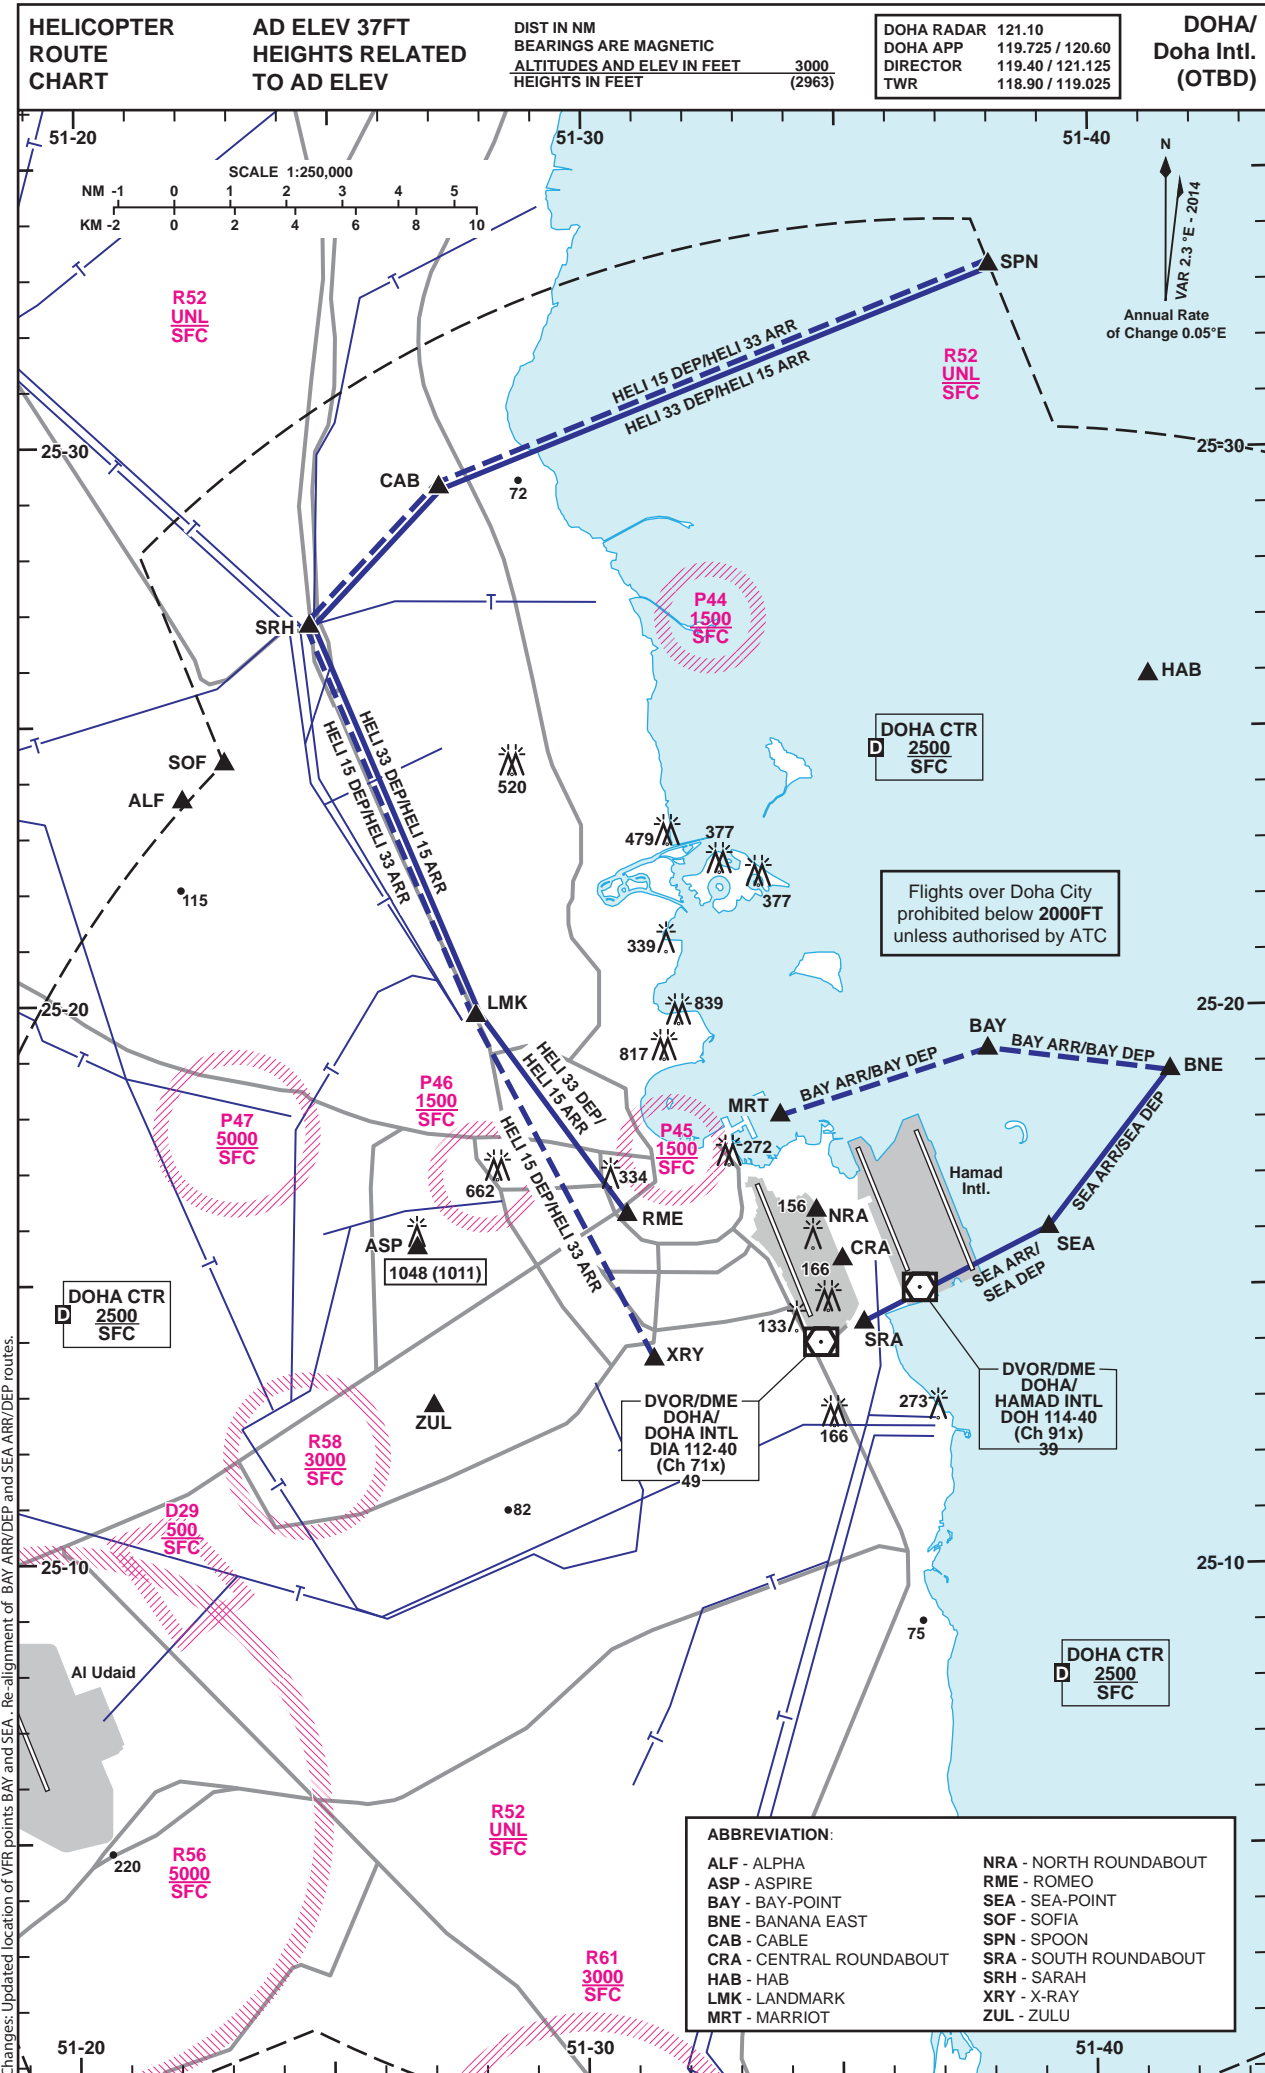 HELICOPTER
ROUTE
CHART
AD ELEV 37FT
HEIGHTS RELATED
TO AD ELEV
DIST IN NM
BEARINGS ARE MAGNETIC
ALTITUDES AND ELEV IN FEET 3000
HEIGHTS IN FEET (2963)
DOHA RADAR 121.10
DOHA APP 119.725 / 120.60
DIRECTOR 119.40 / 121.125
TWR 118.90 / 119.025
DOHA/
Doha Intl.
(OTBD)
51-20
51-30
51-40
SCALE 1:250,000
NM -1 0 1 2 3 4 5
KM -2 0 2 4 6 8 10
N
VAR 2.3 °E - 2014
Annual Rate
of Change 0.05°E
SPN
R52
UNL
SFC
HELI 15 DEP/HELI 33 ARR
HELI 33 DEP/HELI 15 ARR
R52
UNL
SFC
25-30
25-30
CAB
72
T
T
T
T
T
T
P44
1500
SFC
SRH
HAB
T
HELI 33 DEP/HELI 15 ARR
HELI 15 DEP/HELI 33 ARR
DOHA CTR
D
2500
SFC
SOF
ALF
520
T
479
377
377
115
T
Flights over Doha City
prohibited below 2000FT
unless authorised by ATC
339
LMK
839
25-20
25-20
817
BAY
BAY ARR/BAY DEP
BNE
BAY ARR/BAY DEP
T
T
HELI 33 DEP/
HELI 15 ARR
P46
1500
SFC
MRT
P47
5000
SFC
P45
1500
SFC
272
SEA ARR/SEA DEP
Hamad
Intl.
HELI 15 DEP/HELI 33 ARR
662
334
RME
156
NRA
ASP
1048 (1011)
CRA
SEA
T
166
SEA ARR/
SEA DEP
DOHA CTR
D
2500
SFC
133
SRA
XRY
DVOR/DME
DOHA/
HAMAD INTL
DOH 114·40
(Ch 91x)
39
DVOR/DME
DOHA/
DOHA INTL
DIA 112·40
(Ch 71x)
49
273
166
ZUL
R58
3000
SFC
T
82
D29
500
SFC
25-10
25-10
T
T
75
Al Udaid
DOHA CTR
D
2500
SFC
T
T
R52
UNL
SFC
R56
5000
SFC
220
R61
3000
SFC
ABBREVIATION:
ALF - ALPHA
ASP - ASPIRE
BAY - BAY-POINT
BNE - BANANA EAST
CAB - CABLE
CRA - CENTRAL ROUNDABOUT
HAB - HAB
LMK - LANDMARK
MRT - MARRIOT
NRA - NORTH ROUNDABOUT
RME - ROMEO
SEA - SEA-POINT
SOF - SOFIA
SPN - SPOON
SRA - SOUTH ROUNDABOUT
SRH - SARAH
XRY - X-RAY
ZUL - ZULU
51-20
51-30
51-40
Changes: Updated location of VFR points BAY and SEA . Re-alignment of BAY ARR/DEP and SEA ARR/DEP routes.